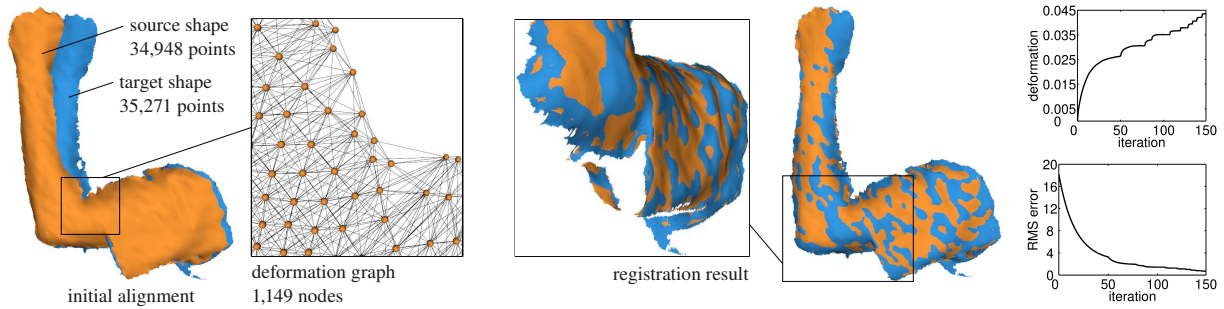 source shape
34,948 points
target shape
35,271 points
initial alignment
deformation graph
1,149 nodes
registration result
deformation
0.045
0.035
0.025
0.015
0.005
0 50 100 150
iteration
RMS error
20
16
12
8
4
0
0 50 100 150
iteration